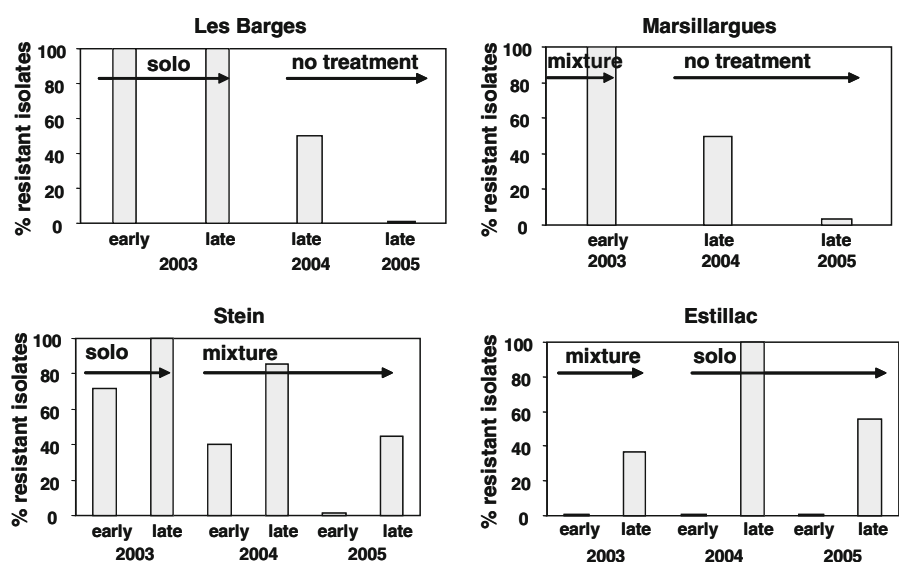 Les Barges
% resistant isolates
100
80
60
40
20
0
solo
no treatment
early late late late
2003 2004 2005
Marsillargues
% resistant isolates
100
80
60
40
20
0
mixture
no treatment
early late late
2003 2004 2005
Stein
% resistant isolates
100
80
60
40
20
0
solo
mixture
early late early late early late
2003 2004 2005
Estillac
% resistant isolates
100
80
60
40
20
0
mixture
solo
early late early late early late
2003 2004 2005